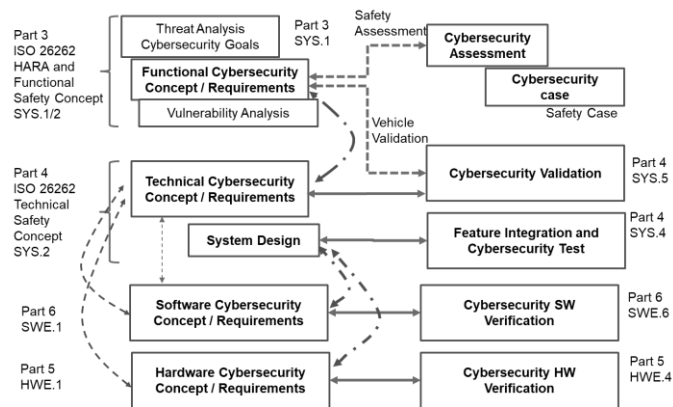 Part 3
ISO 26262
HARA and
Functional
Safety Concept
SYS.1/2
Threat Analysis
Cybersecurity Goals
Part 3
SYS.1
Functional Cybersecurity
Concept / Requirements
Vulnerability Analysis
Safety
Assessment
Cybersecurity
Assessment
Cybersecurity
case
Safety Case
Vehicle
Validation
Part 4
ISO 26262
Technical
Safety
Concept
SYS.2
Technical Cybersecurity
Concept / Requirements
Cybersecurity Validation
Part 4
SYS.5
System Design
Feature Integration and
Cybersecurity Test
Part 4
SYS.4
Part 6
SWE.1
Software Cybersecurity
Concept / Requirements
Cybersecurity SW
Verification
Part 6
SWE.6
Part 5
HWE.1
Hardware Cybersecurity
Concept / Requirements
Cybersecurity HW
Verification
Part 5
HWE.4